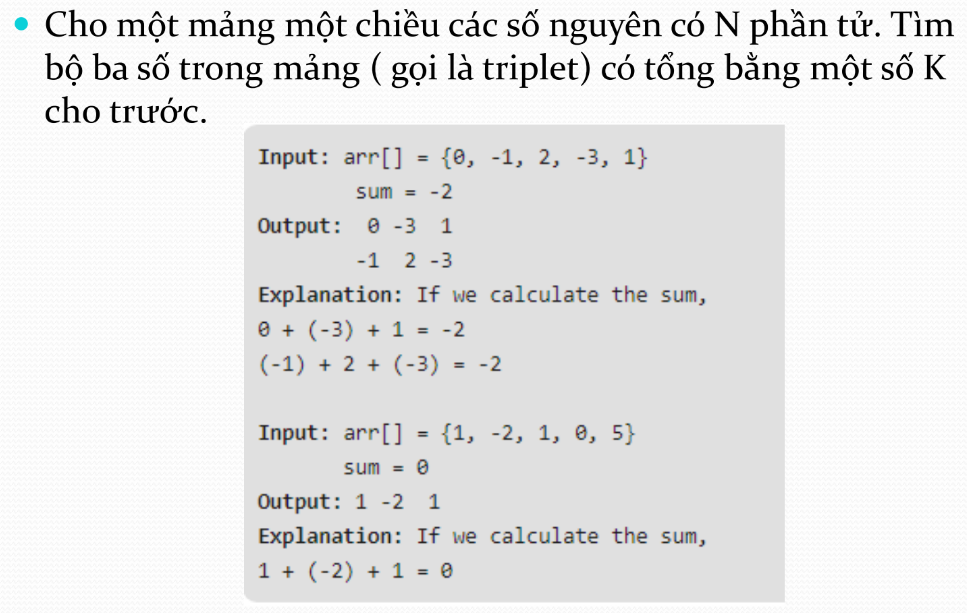 • Cho một mảng một chiều các số nguyên có N phần tử. Tìm
bộ ba số trong mảng ( gọi là triplet) có tổng bằng một số K
cho trước.
Input: arr[] = {0, -1, 2, -3, 1}
sum = -2
Output: 0 -3 1
-1 2 -3
Explanation: If we calculate the sum,
0 + (-3) + 1 = -2
(-1) + 2 + (-3) = -2
Input: arr[] = {1, -2, 1, 0, 5}
sum = 0
Output: 1 -2 1
Explanation: If we calculate the sum,
1 + (-2) + 1 = 0